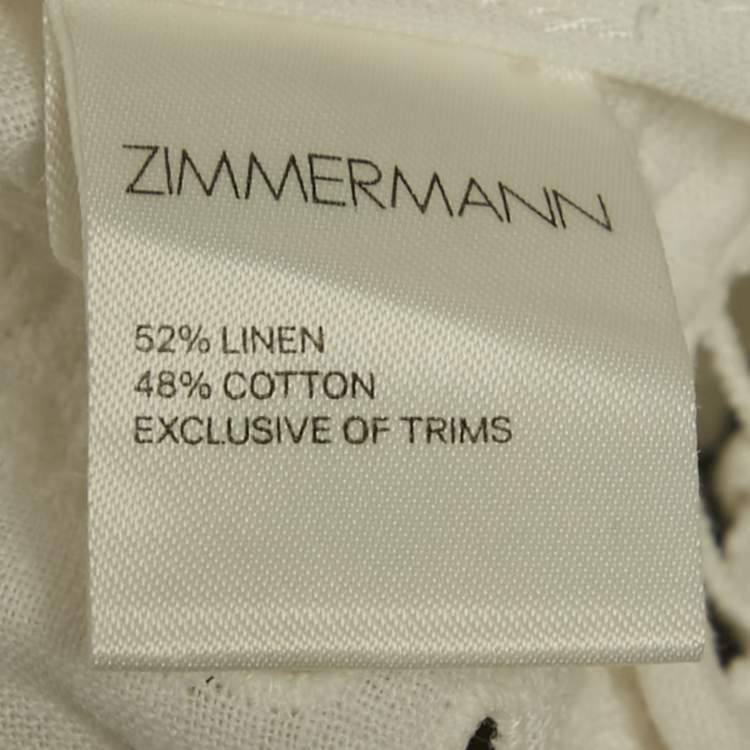 ZIMMERMANN
52% LINEN
48% COTTON
EXCLUSIVE OF TRIMS